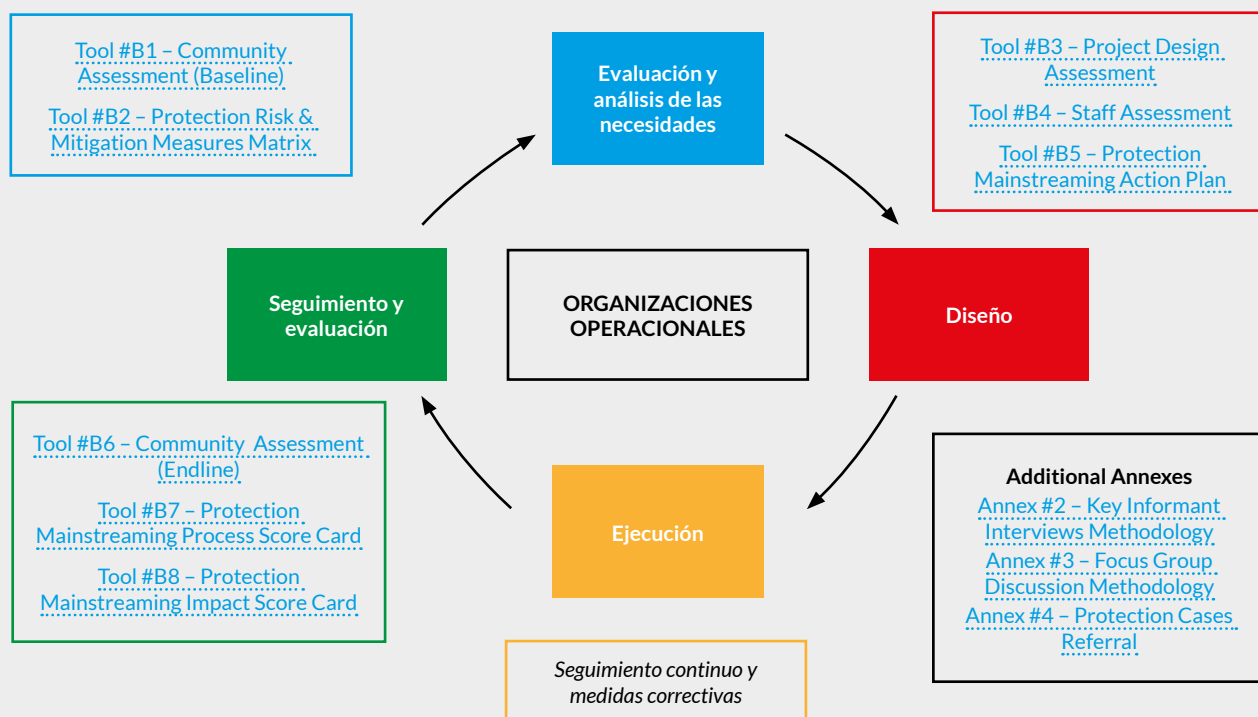 Tool #B1 – Community
Assessment (Baseline)
Tool #B2 – Protection Risk &
Mitigation Measures Matrix
Evaluación y
análisis de las
necesidades
Tool #B3 – Project Design
Assessment
Tool #B4 – Staff Assessment
Tool #B5 – Protection
Mainstreaming Action Plan
Seguimiento y
evaluación
ORGANIZACIONES
OPERACIONALES
Diseño
Tool #B6 – Community Assessment
(Endline)
Tool #B7 – Protection
Mainstreaming Process Score Card
Tool #B8 – Protection
Mainstreaming Impact Score Card
Ejecución
Additional Annexes
Annex #2 – Key Informant
Interviews Methodology
Annex #3 – Focus Group
Discussion Methodology
Annex #4 – Protection Cases
Referral
Seguimiento continuo y
medidas correctivas